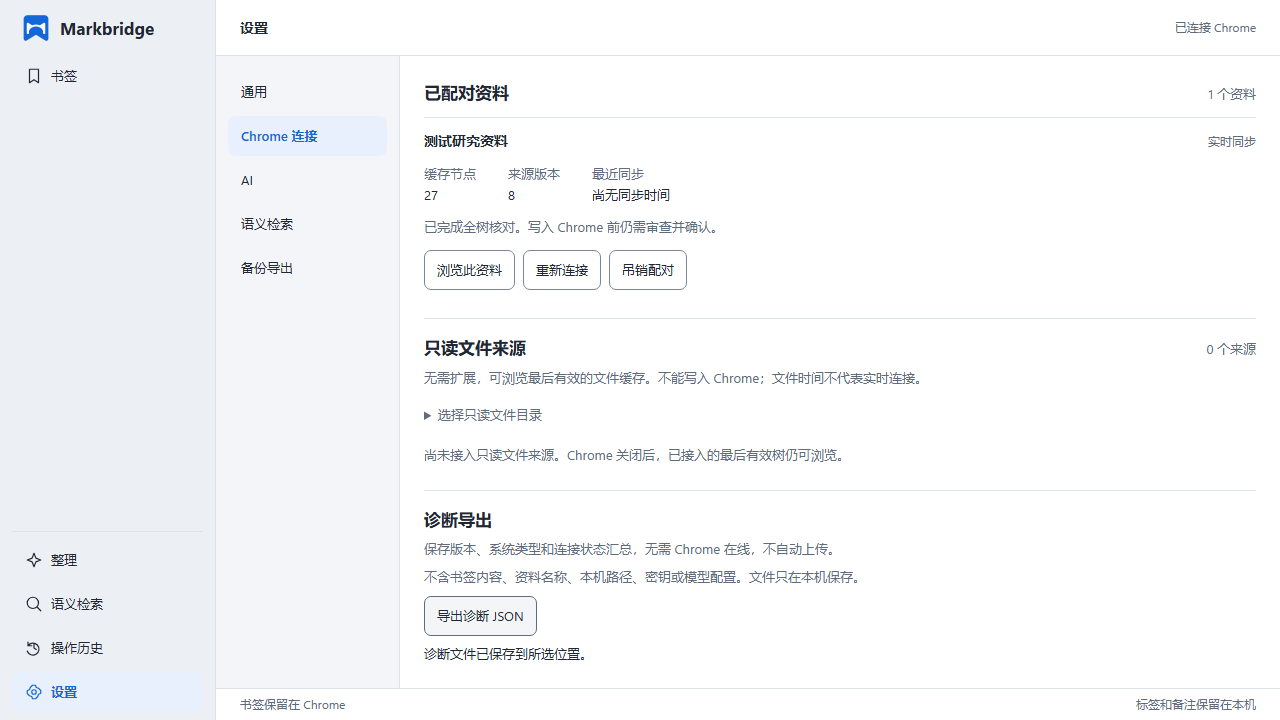 Markbridge
书签
整理
语义检索
操作历史
设置
设置
已连接 Chrome
通用
Chrome 连接
AI
语义检索
备份导出
已配对资料
1 个资料
测试研究资料
实时同步
缓存节点 来源版本 最近同步
27 8 尚无同步时间
已完成全树核对。写入 Chrome 前仍需审查并确认。
浏览此资料 重新连接 吊销配对
只读文件来源
0 个来源
无需扩展，可浏览最后有效的文件缓存。不能写入 Chrome；文件时间不代表实时连接。
选择只读文件目录
尚未接入只读文件来源。Chrome 关闭后，已接入的最后有效树仍可浏览。
诊断导出
保存版本、系统类型和连接状态汇总，无需 Chrome 在线，不自动上传。
不含书签内容、资料名称、本机路径、密钥或模型配置。文件只在本机保存。
导出诊断 JSON
诊断文件已保存到所选位置。
书签保留在 Chrome
标签和备注保留在本机